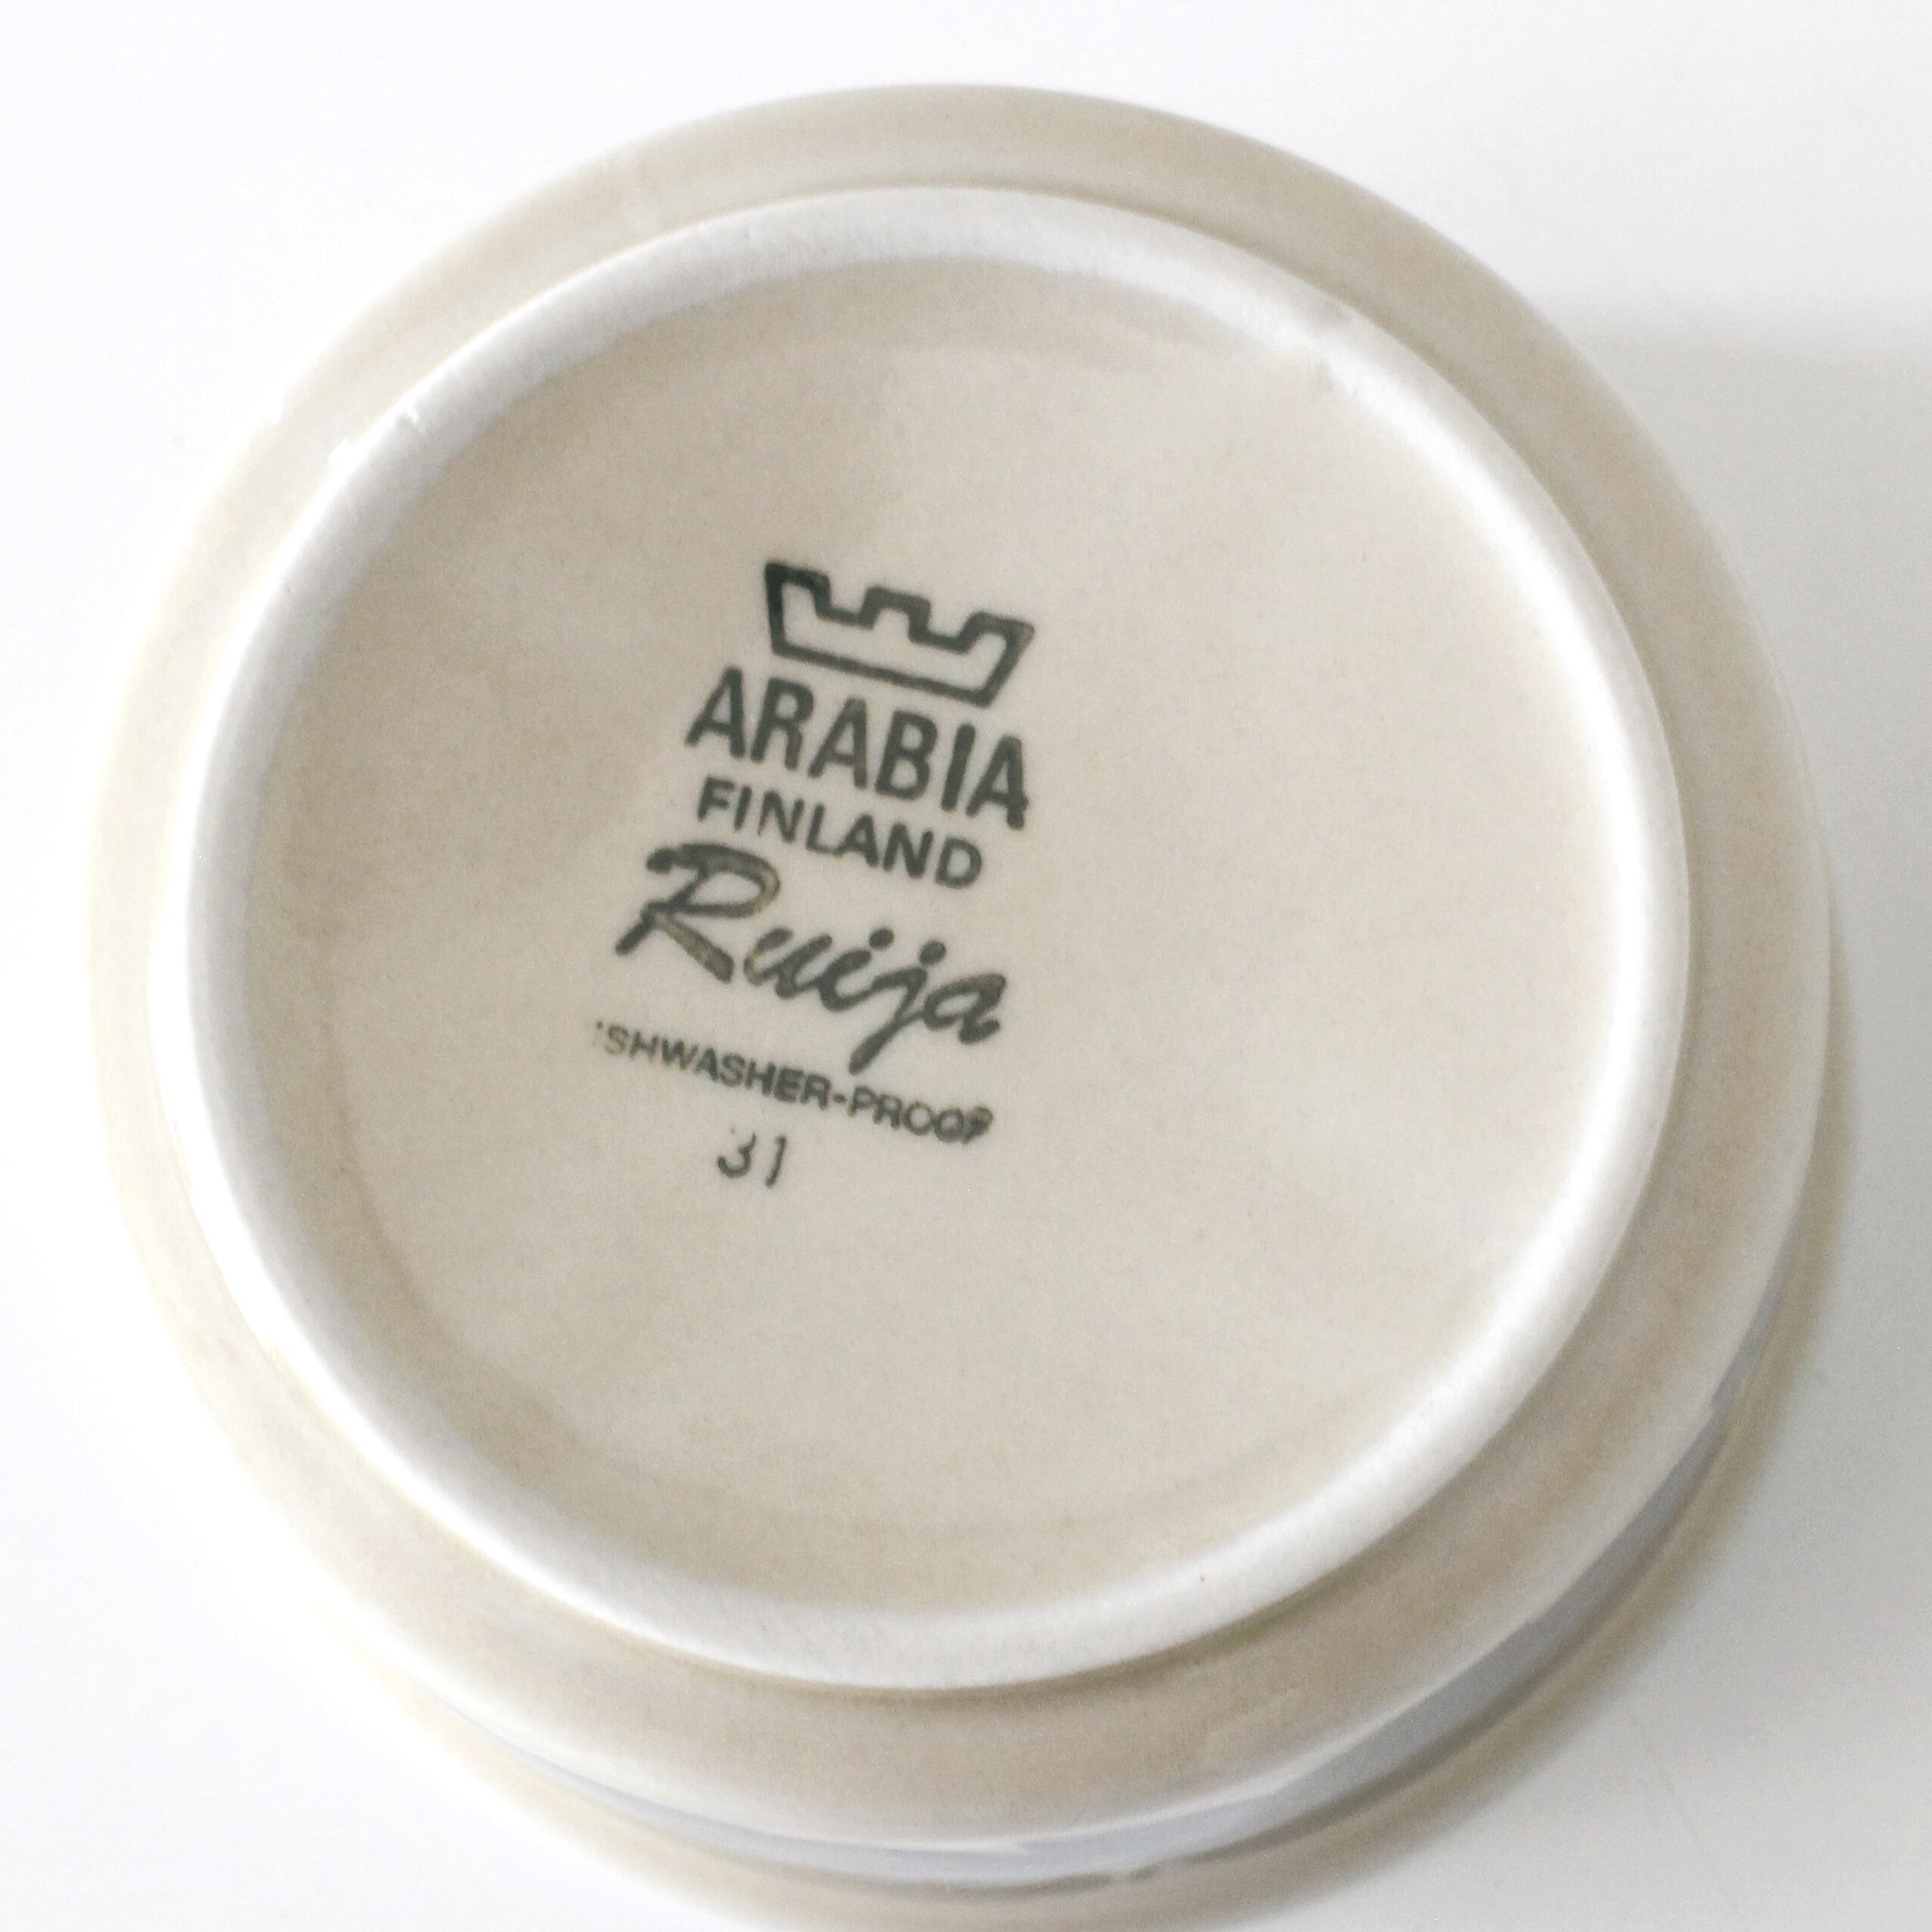 ARABIA
FINLAND
Ruija
'SHWASHER-PROOF
31